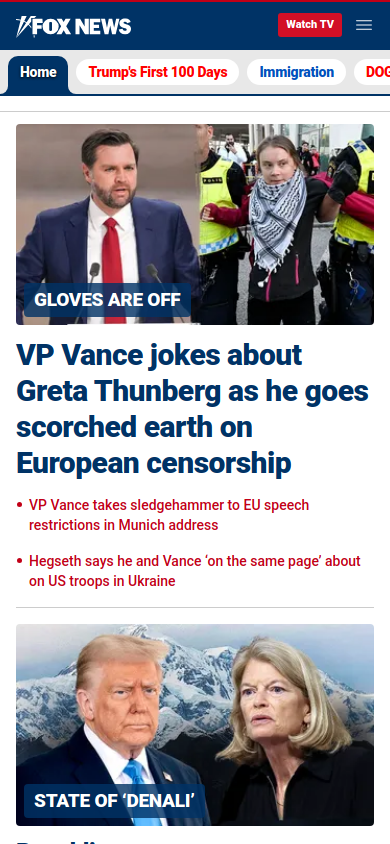 FOX NEWS
Watch TV
Home
Trump's First 100 Days
Immigration
DOG
GLOVES ARE OFF
VP Vance jokes about
Greta Thunberg as he goes
scorched earth on
European censorship
• VP Vance takes sledgehammer to EU speech
restrictions in Munich address
• Hegseth says he and Vance ‘on the same page’ about
on US troops in Ukraine
STATE OF ‘DENALI’